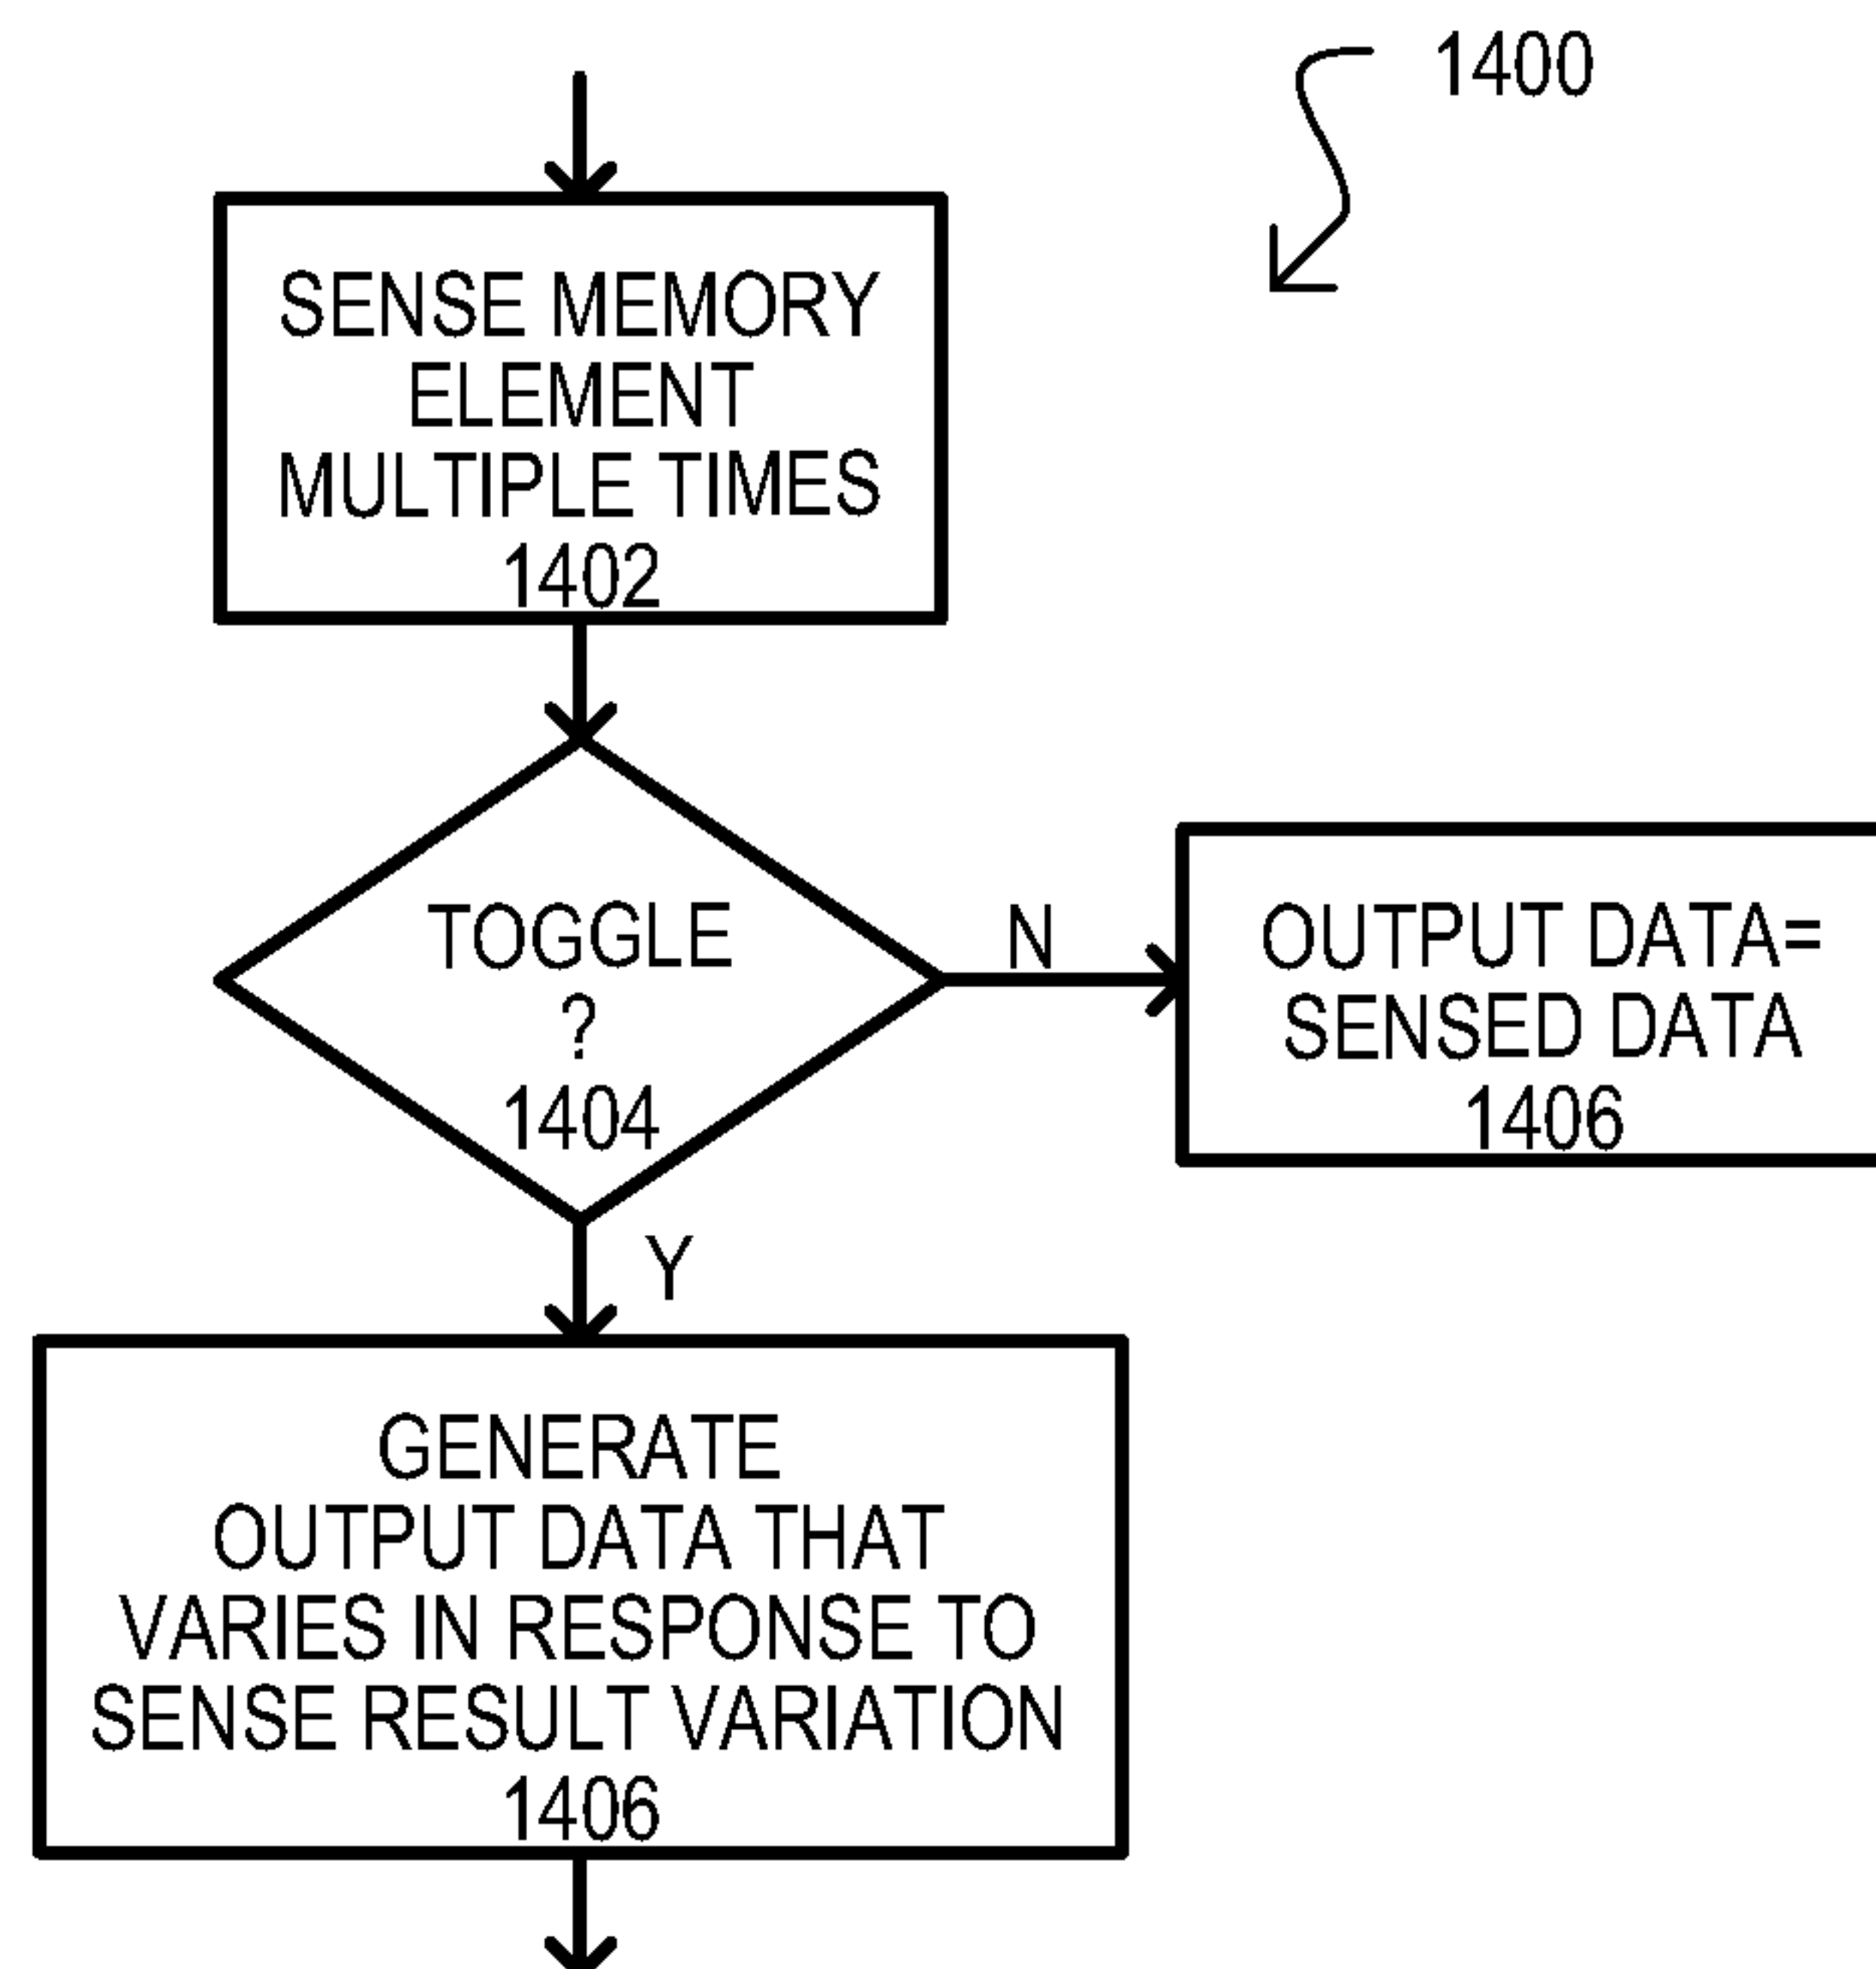 1400
SENSE MEMORY
ELEMENT
MULTIPLE TIMES
1402
TOGGLE
?
1404
N
OUTPUT DATA=
SENSED DATA
1406
Y
GENERATE
OUTPUT DATA THAT
VARIES IN RESPONSE TO
SENSE RESULT VARIATION
1406